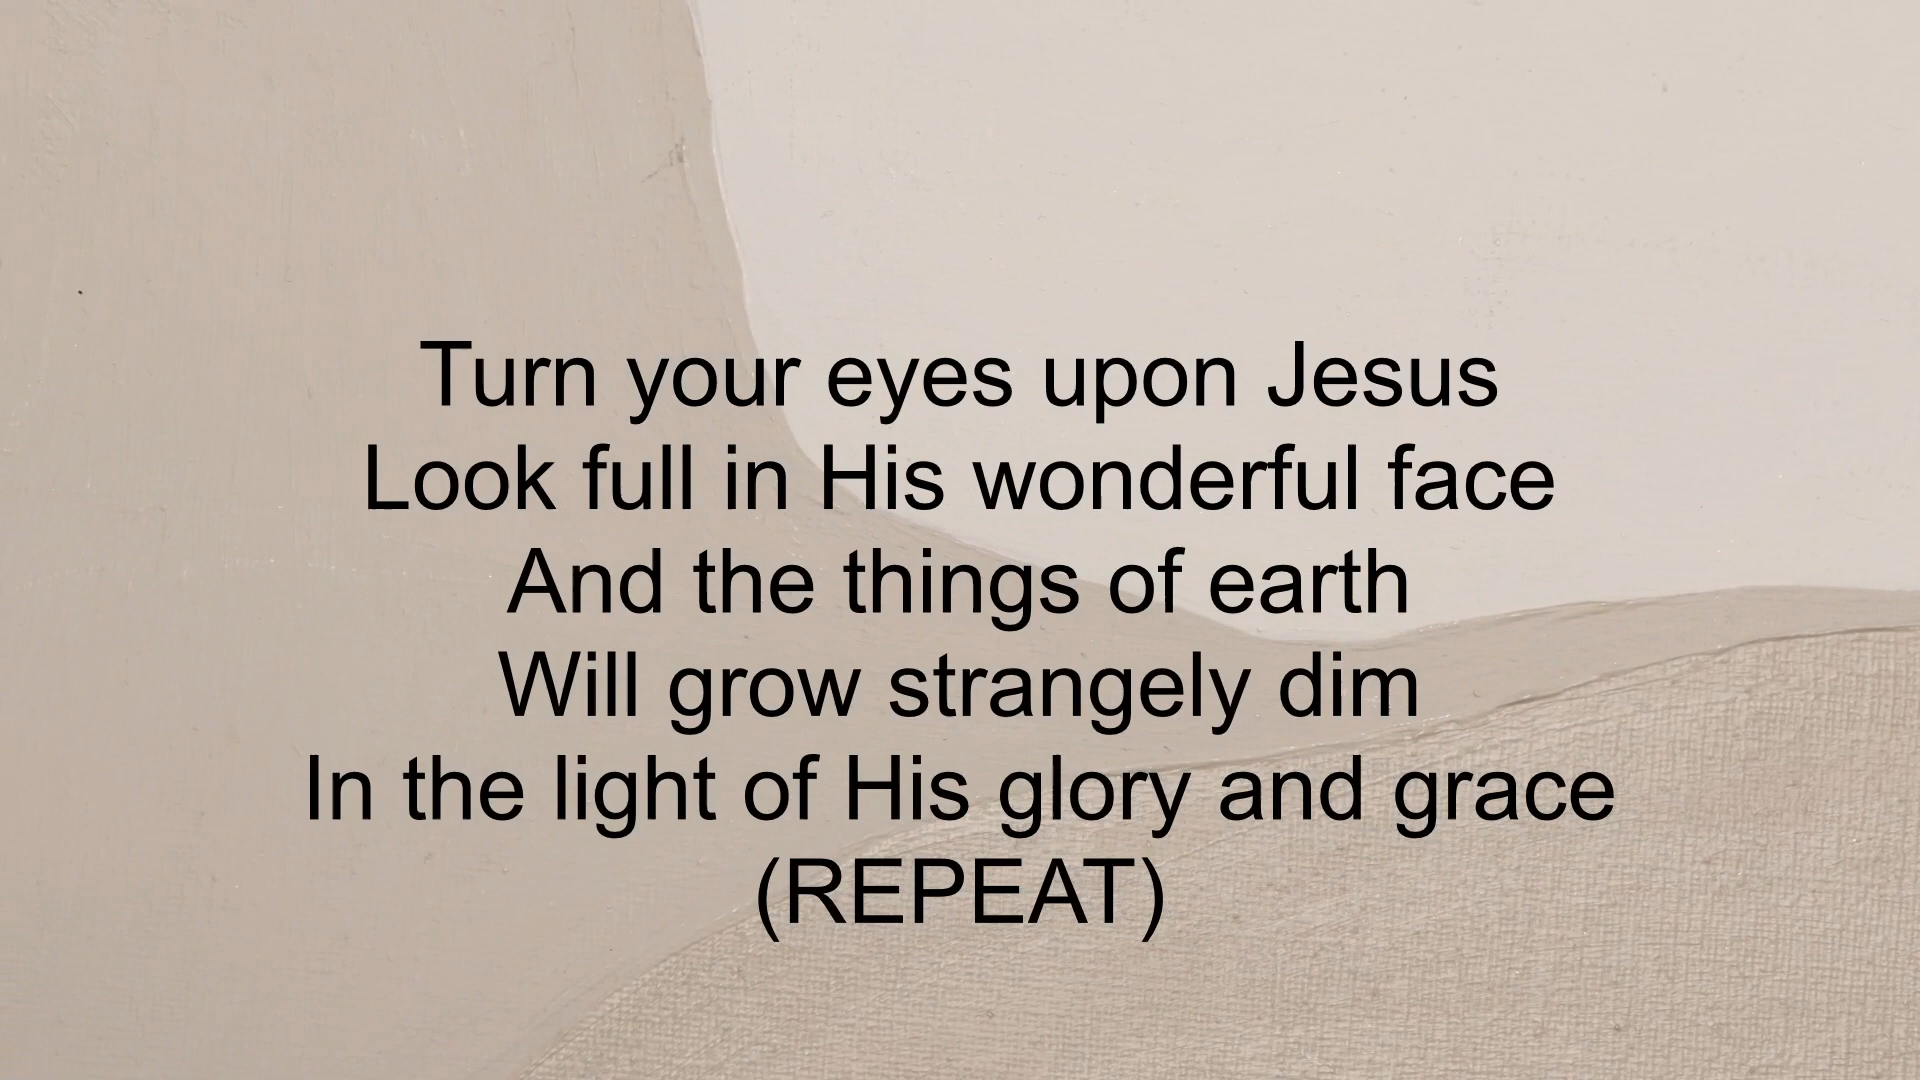 Turn your eyes upon Jesus
Look full in His wonderful face
And the things of earth
Will grow strangely dim
In the light of His glory and grace
(REPEAT)